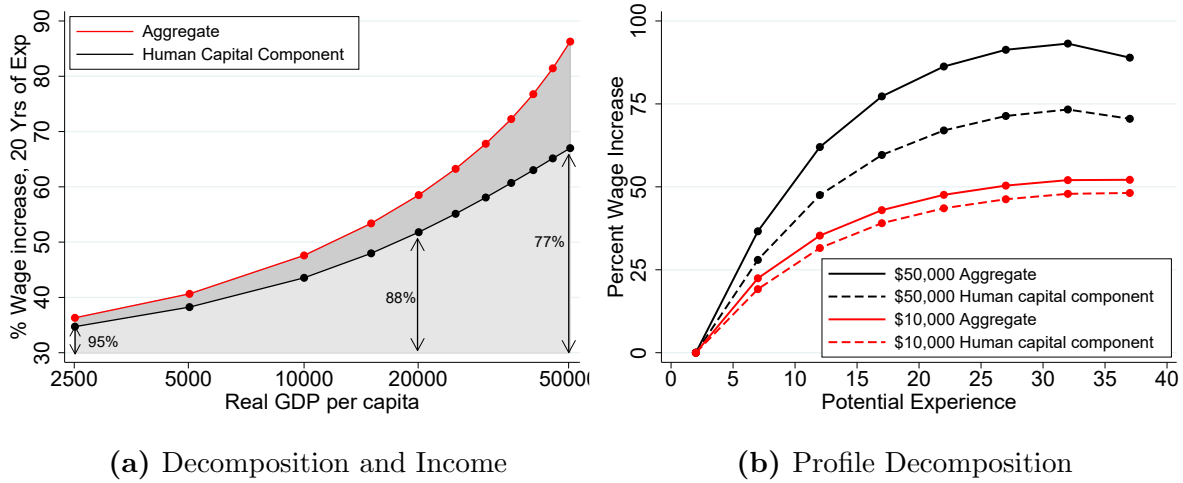 % Wage increase, 20 Yrs of Exp
90
80
70
60
50
40
30
Aggregate
Human Capital Component
95%
88%
77%
2500
5000
10000
20000
50000
Real GDP per capita
(a) Decomposition and Income
Percent Wage Increase
100
75
50
25
0
$50,000 Aggregate
$50,000 Human capital component
$10,000 Aggregate
$10,000 Human capital component
0
5
10
15
20
25
30
35
40
Potential Experience
(b) Profile Decomposition